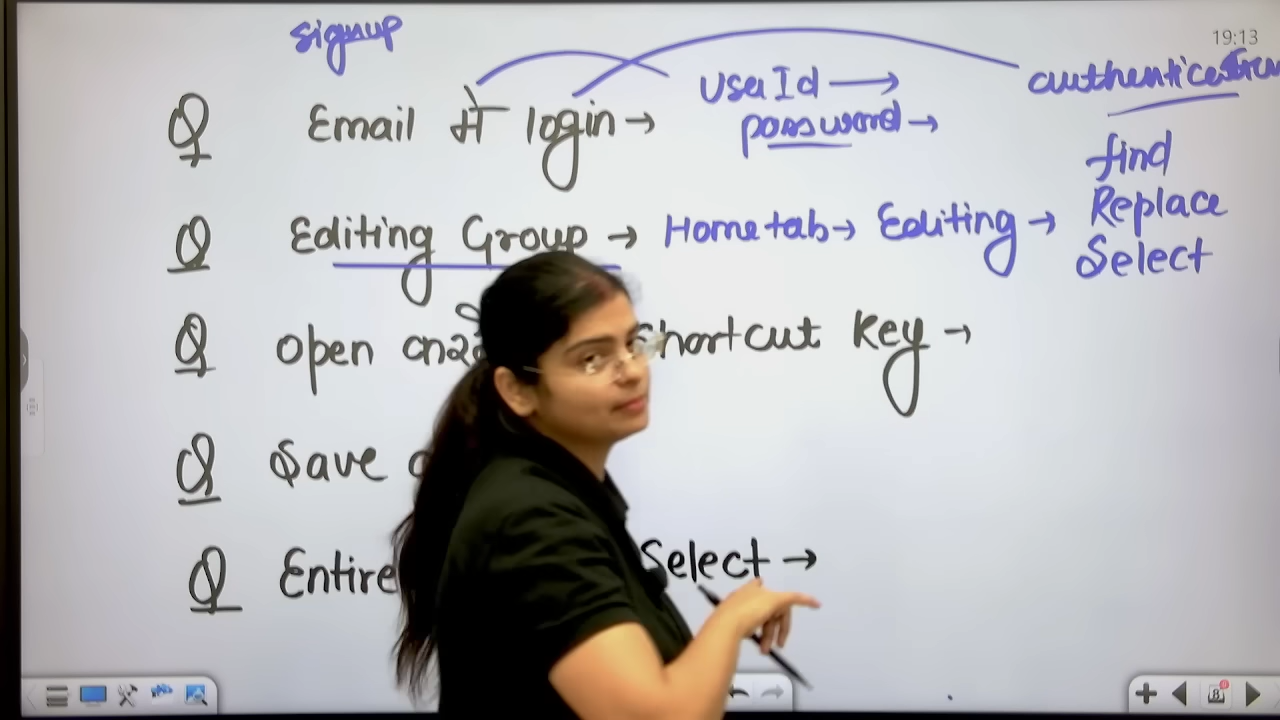 signup
19:13
Q Email में login → UserId → authentication
password →
Q Editing Group → Home tab → Editing → find
Replace
Select
Q open करने shortcut key →
Q Save
Q Entire Select →